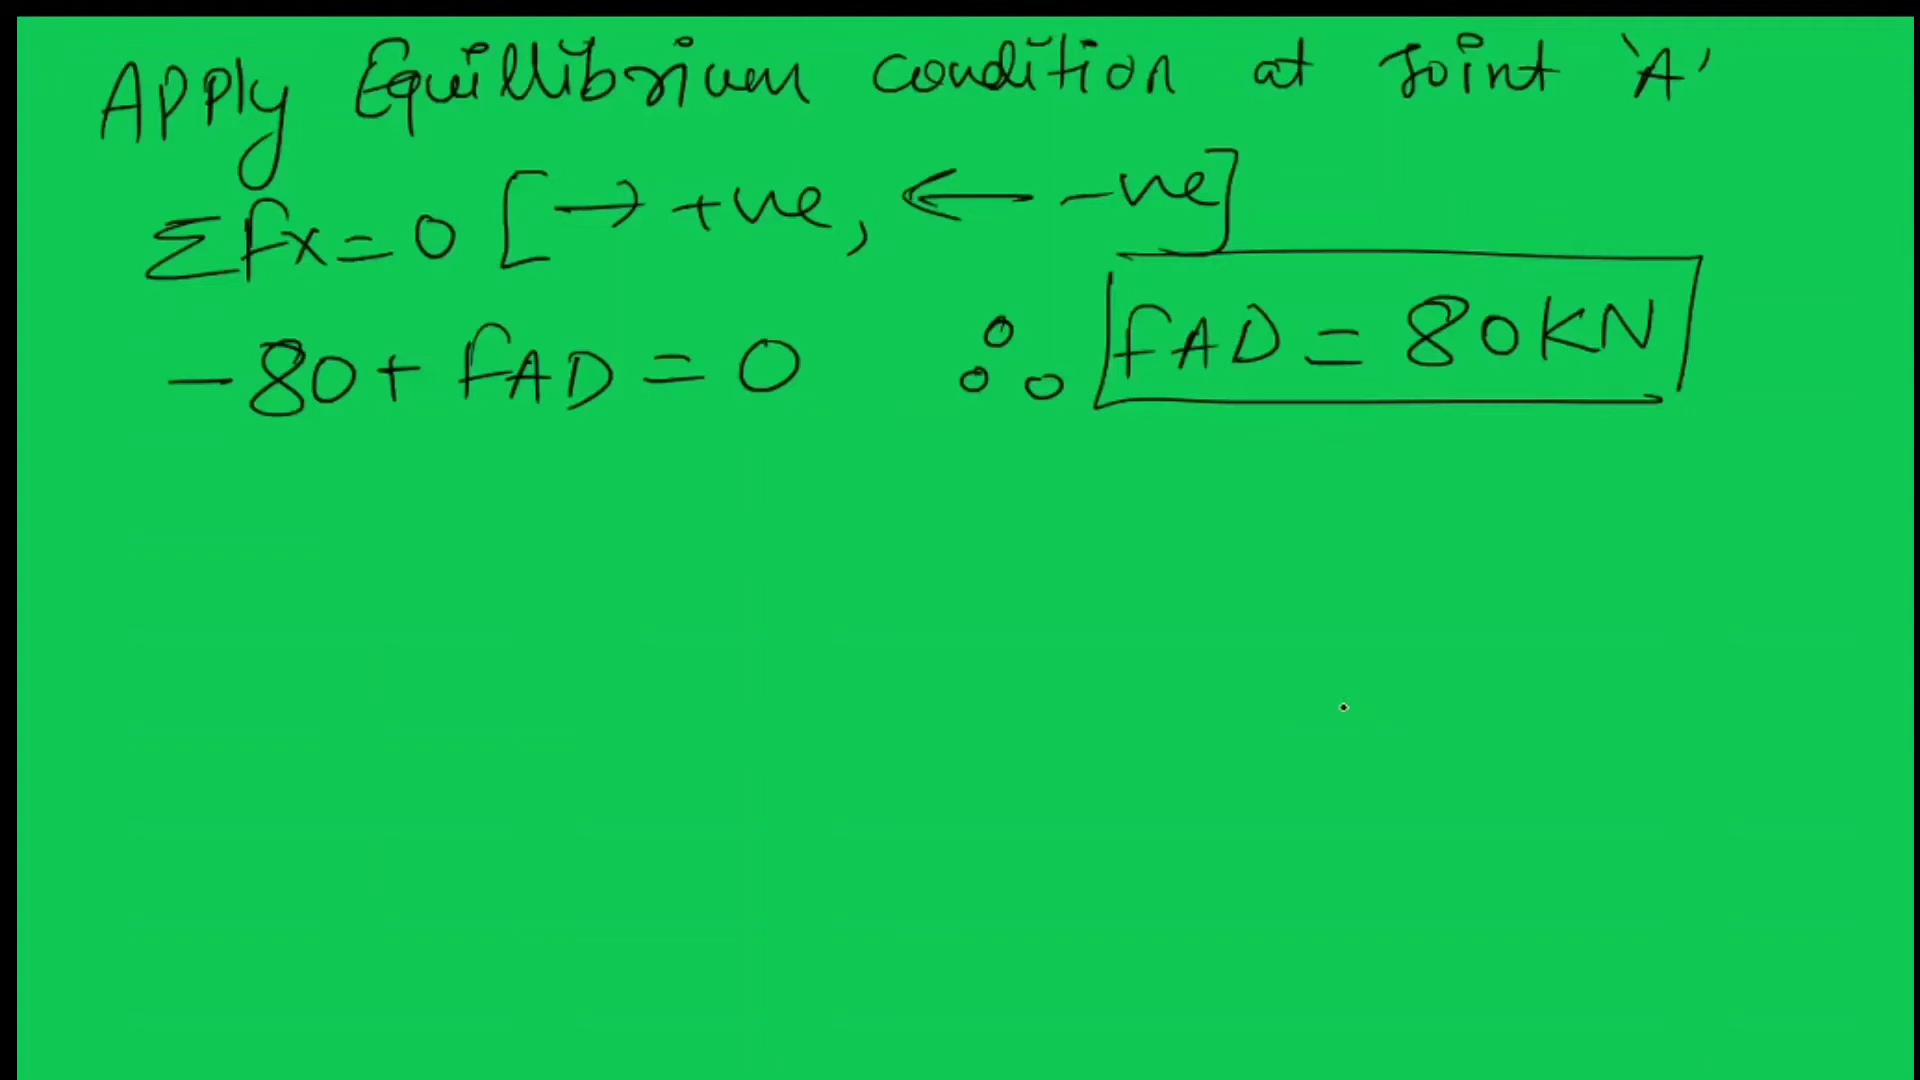 Apply Equillibrium condition at Joint 'A'
Σfx=0 [→ +ve, ← -ve]
-80+ fAD = 0 ∴ fAD = 80KN